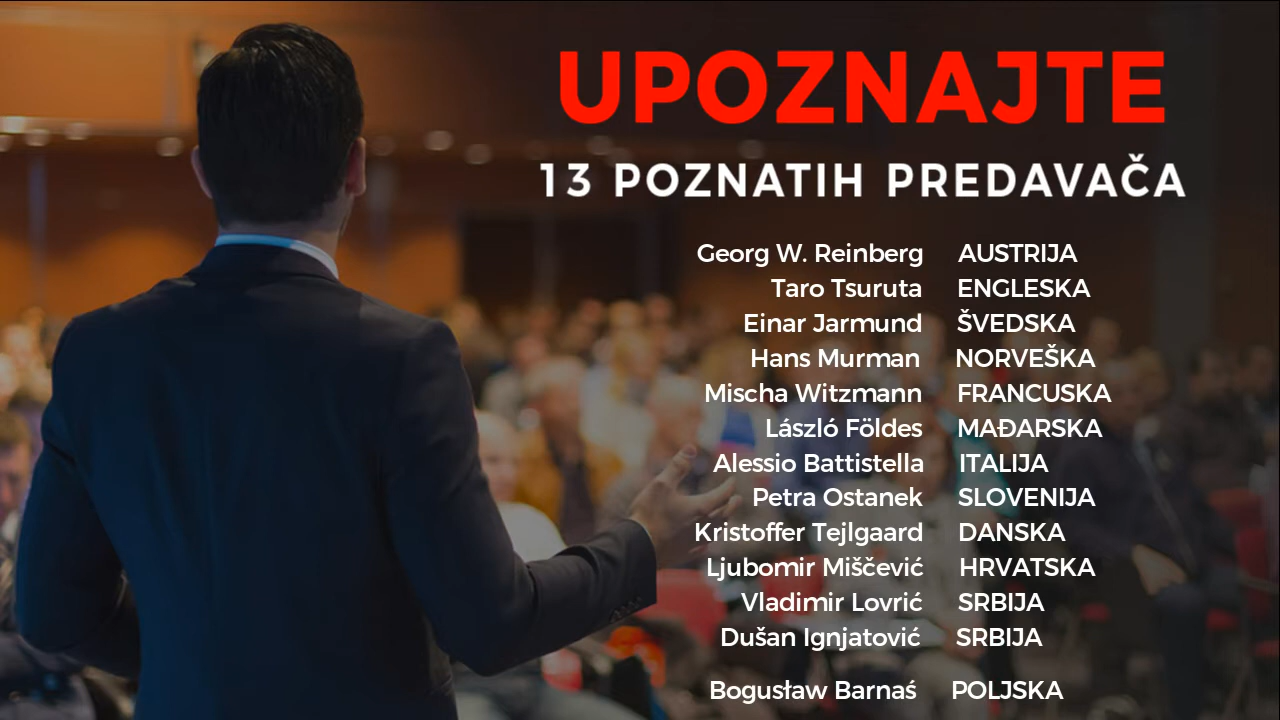 UPOZNAJTE
13 POZNATIH PREDAVAČA
Georg W. Reinberg AUSTRIJA
Taro Tsuruta ENGLESKA
Einar Jarmund ŠVEDSKA
Hans Murman NORVEŠKA
Mischa Witzmann FRANCUSKA
László Földes MAĐARSKA
Alessio Battistella ITALIJA
Petra Ostanek SLOVENIJA
Kristoffer Tejlgaard DANSKA
Ljubomir Miščević HRVATSKA
Vladimir Lovrić SRBIJA
Dušan Ignjatović SRBIJA
Bogusław Barnaś POLJSKA